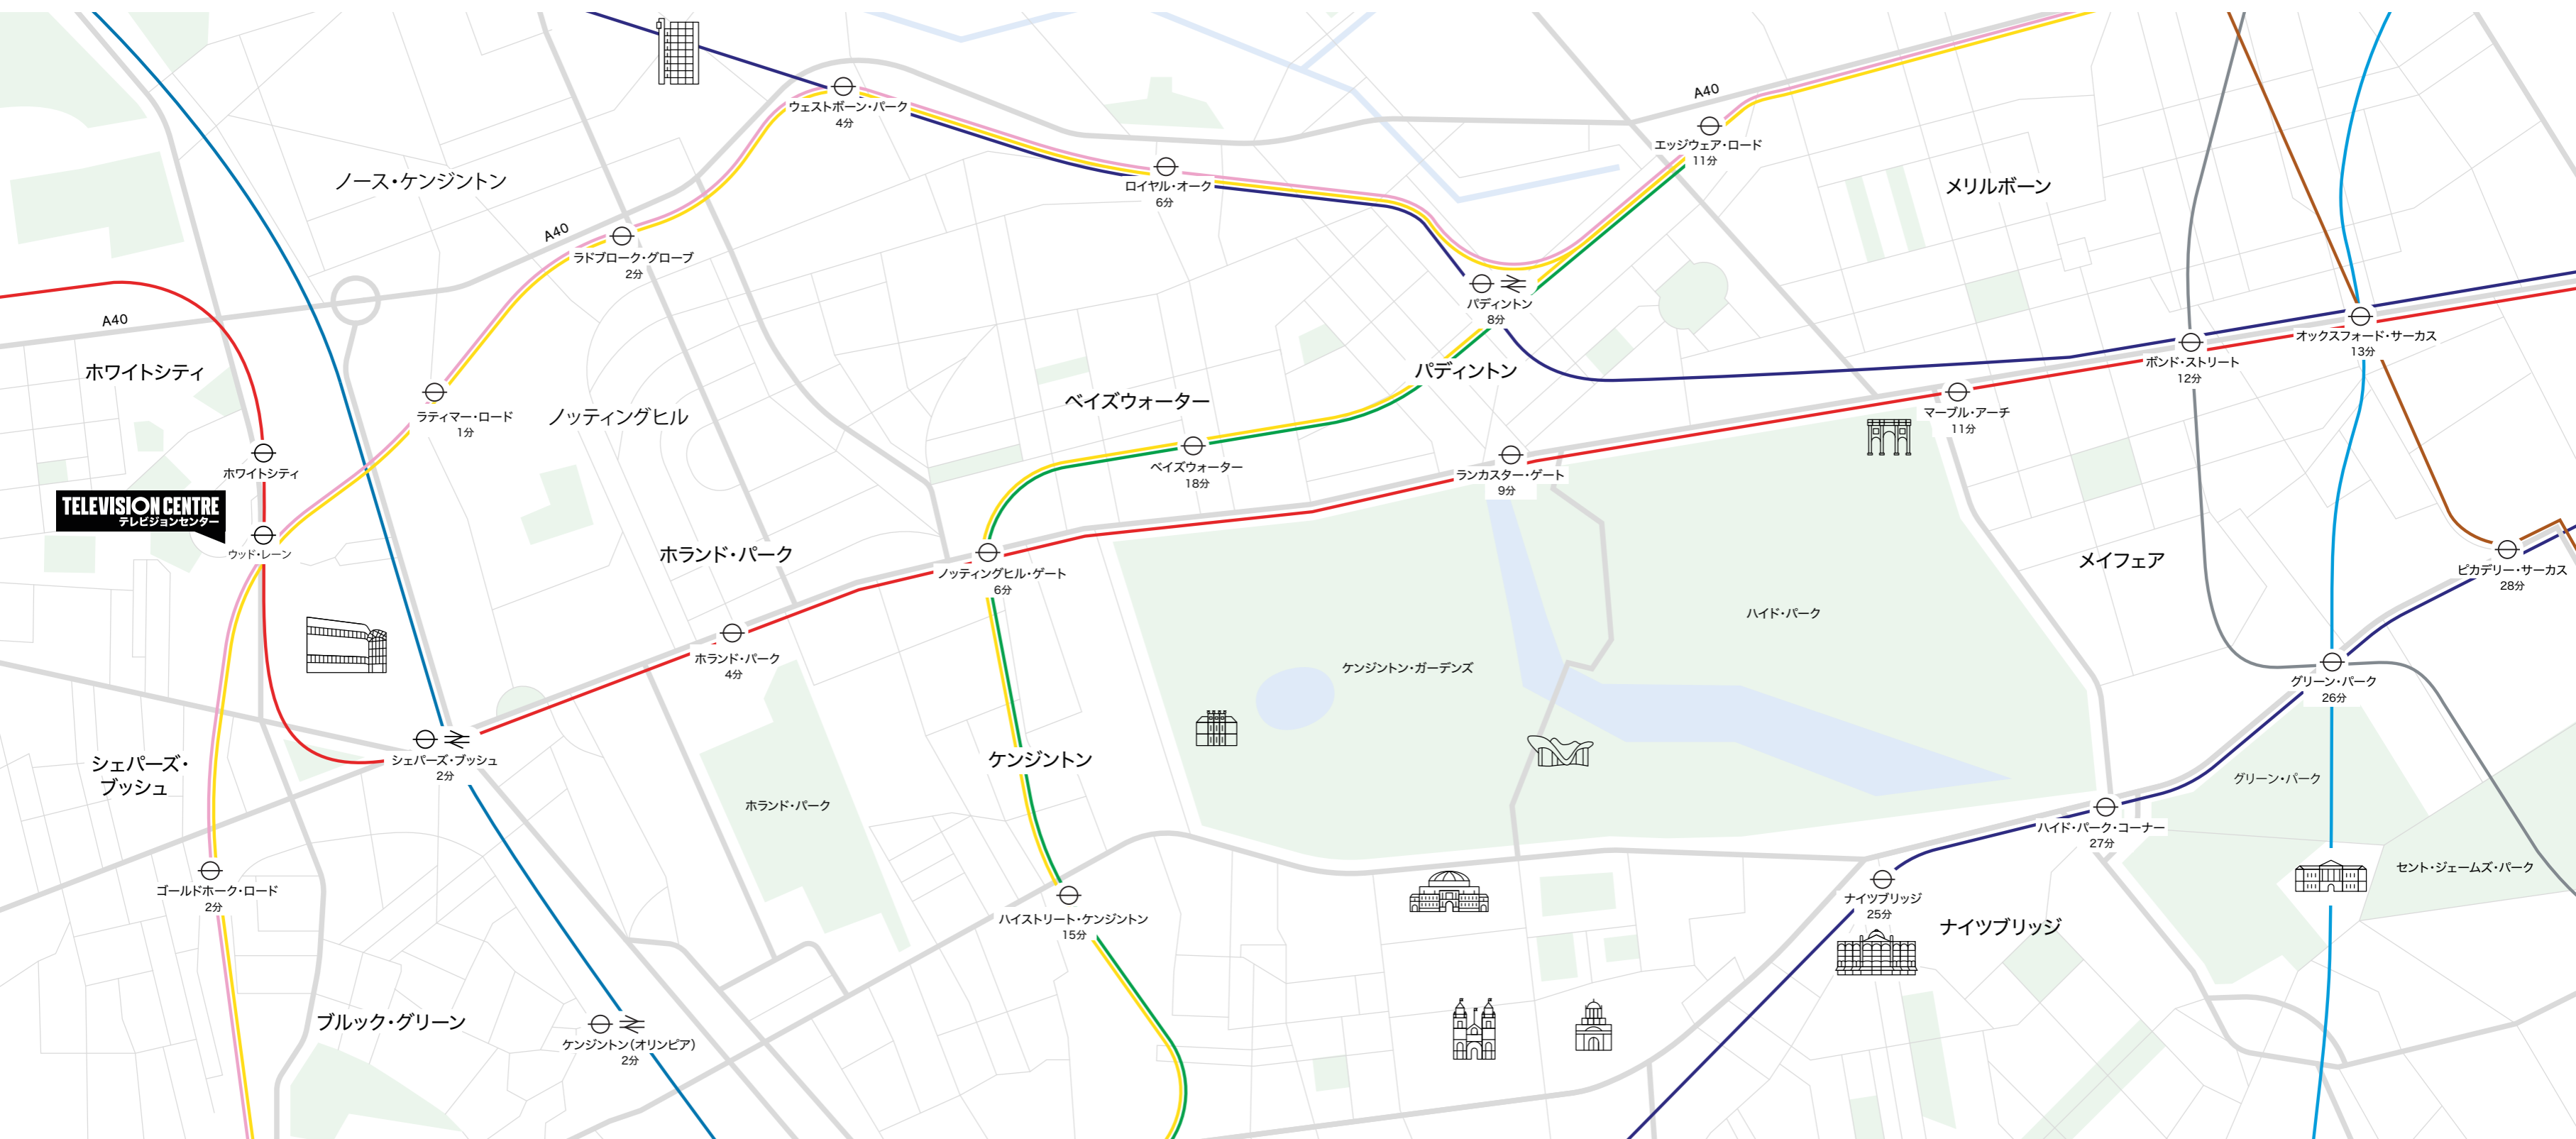 A40
ウェストボーン・パーク
4分
エッジウェア・ロード
11分
ノース・ケンジントン
ロイヤル・オーク
6分
メリルボーン
A40
ラドブローク・グローブ
2分
パディントン
8分
A40
オックスフォード・サーカス
13分
ホワイトシティ
パディントン
ボンド・ストリート
12分
ベイズウォーター
マーブル・アーチ
11分
ラティマー・ロード
1分
ノッティングヒル
ホワイトシティ
ベイズウォーター
18分
ランカスター・ゲート
9分
TELEVISION CENTRE
テレビジョンセンター
ウッド・レーン
ホランド・パーク
ノッティングヒル・ゲート
6分
メイフェア
ピカデリー・サーカス
28分
ハイド・パーク
ホランド・パーク
4分
ケンジントン・ガーデンズ
グリーン・パーク
26分
シェパーズ・ブッシュ
2分
ケンジントン
シェパーズ・
ブッシュ
グリーン・パーク
ホランド・パーク
ハイド・パーク・コーナー
27分
セント・ジェームズ・パーク
ゴールドホーク・ロード
2分
ナイツブリッジ
25分
ハイストリート・ケンジントン
15分
ナイツブリッジ
ブルック・グリーン
ケンジントン（オリンピア）
2分